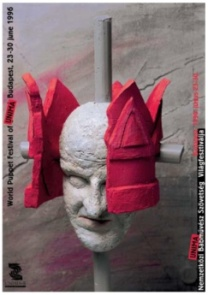 World Puppet Festival of UNIMA Budapest, 23-30 june 1996
UNIMA
Nemzetközi Bábművész Szövetség Világfesztiválja